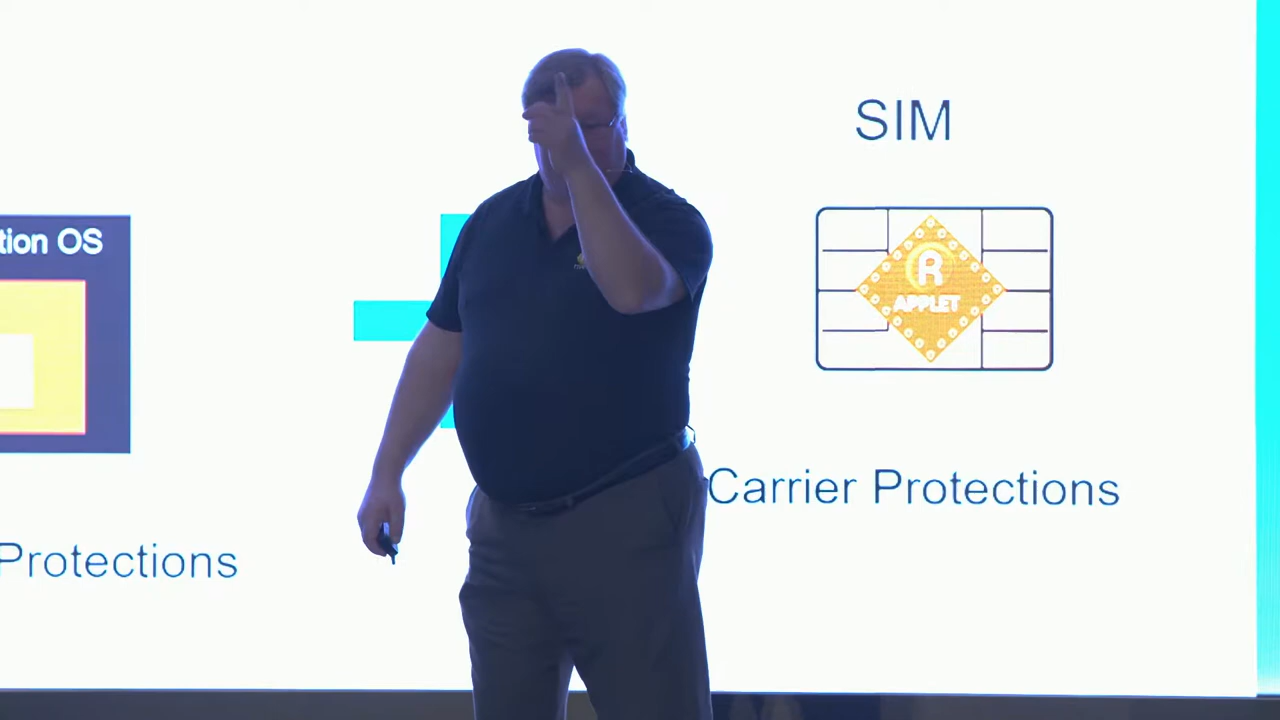 SIM
tion OS
R
APPLET
Carrier Protections
Protections